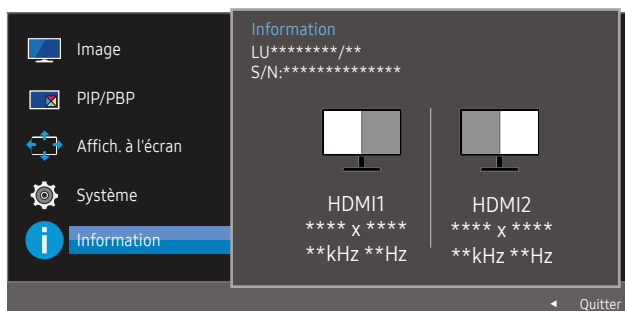 Image
PIP/PBP
Affich. à l'écran
Système
Information
Information
LU********/**
S/N:**************
HDMI1
**** x ****
**kHz **Hz
HDMI2
**** x ****
**kHz **Hz
Quitter